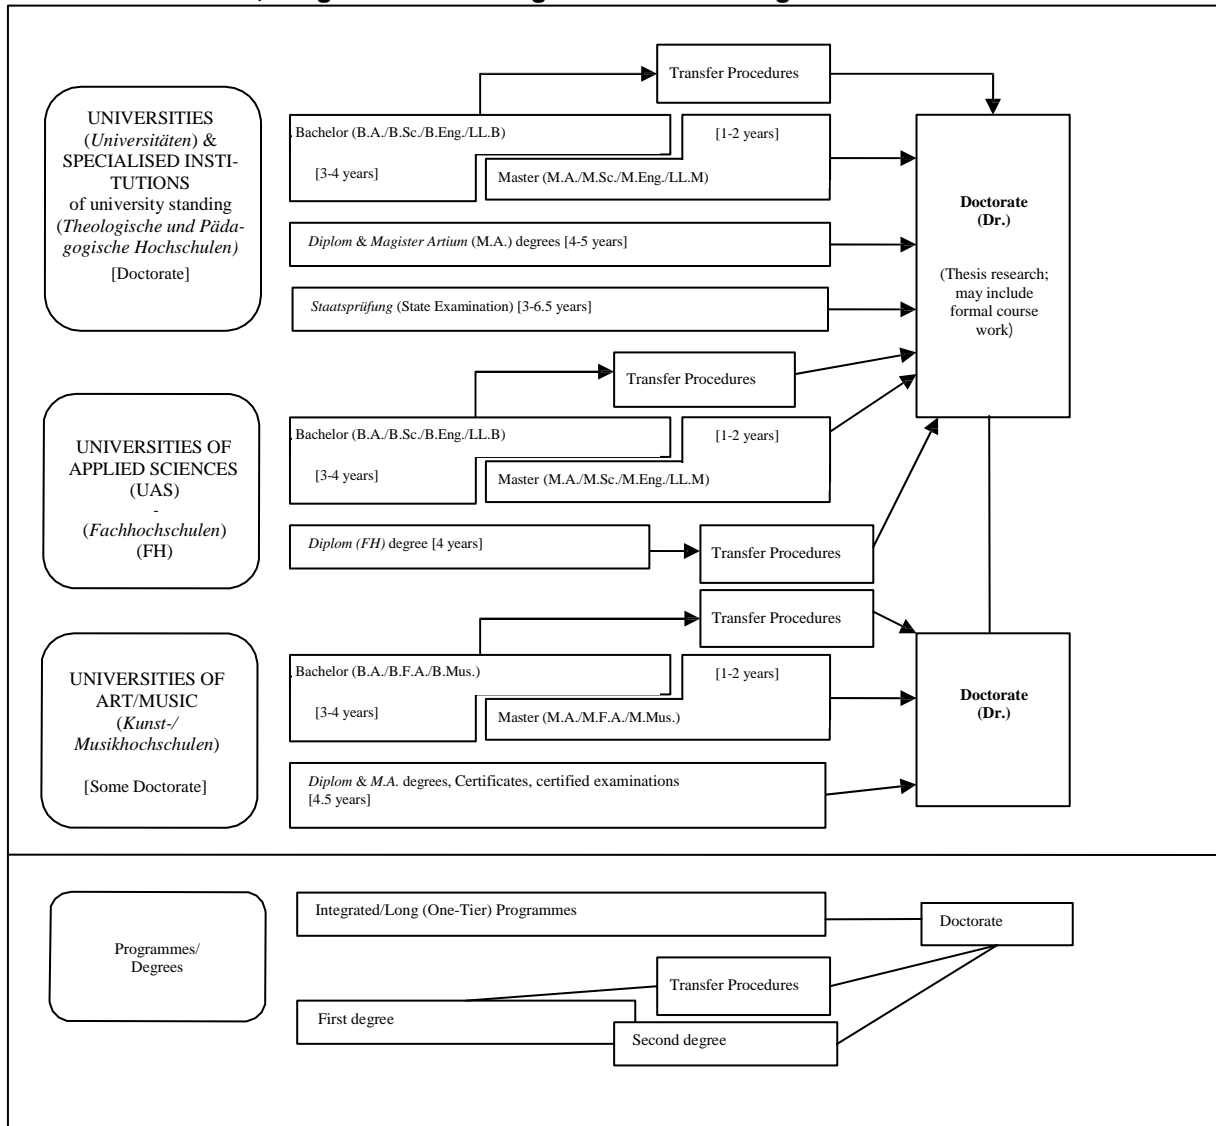 Transfer Procedures
UNIVERSITIES
(Universitäten) &
SPECIALISED INSTI-
TUTIONS
of university standing
(Theologische und Päda-
gogische Hochschulen)
[Doctorate]
Bachelor (B.A./B.Sc./B.Eng./LL.B)
[3-4 years]
[1-2 years]
Master (M.A./M.Sc./M.Eng./LL.M)
Diplom & Magister Artium (M.A.) degrees [4-5 years]
Staatsprüfung (State Examination) [3-6.5 years]
Doctorate
(Dr.)
(Thesis research;
may include
formal course
work)
Transfer Procedures
UNIVERSITIES OF
APPLIED SCIENCES
(UAS)
-
(Fachhochschulen)
(FH)
Bachelor (B.A./B.Sc./B.Eng./LL.B)
[3-4 years]
[1-2 years]
Master (M.A./M.Sc./M.Eng./LL.M)
Diplom (FH) degree [4 years]
Transfer Procedures
Transfer Procedures
UNIVERSITIES OF
ART/MUSIC
(Kunst-/
Musikhochschulen)
[Some Doctorate]
Bachelor (B.A./B.F.A./B.Mus.)
[3-4 years]
[1-2 years]
Master (M.A./M.F.A./M.Mus.)
Diplom & M.A. degrees, Certificates, certified examinations
[4.5 years]
Doctorate
(Dr.)
Programmes/
Degrees
Integrated/Long (One-Tier) Programmes
Doctorate
Transfer Procedures
First degree
Second degree